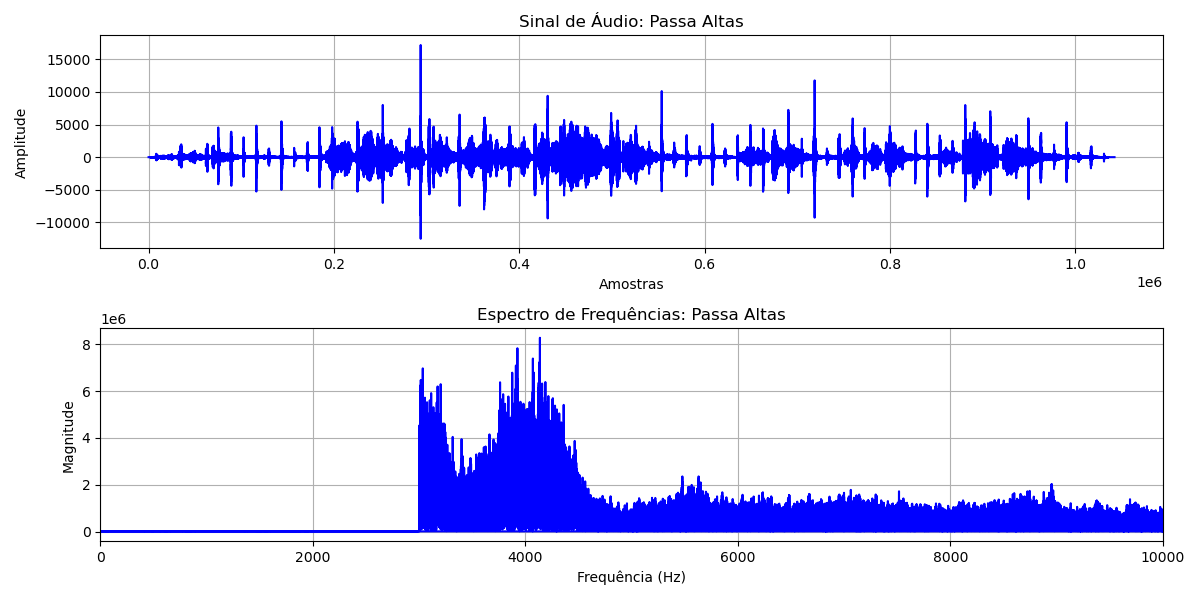 Sinal de Áudio: Passa Altas
Amplitude
15000
10000
5000
0
−5000
−10000
0.0 0.2 0.4 0.6 0.8 1.0
1e6
Amostras
Espectro de Frequências: Passa Altas
1e6
Magnitude
8
6
4
2
0
0 2000 4000 6000 8000 10000
Frequência (Hz)